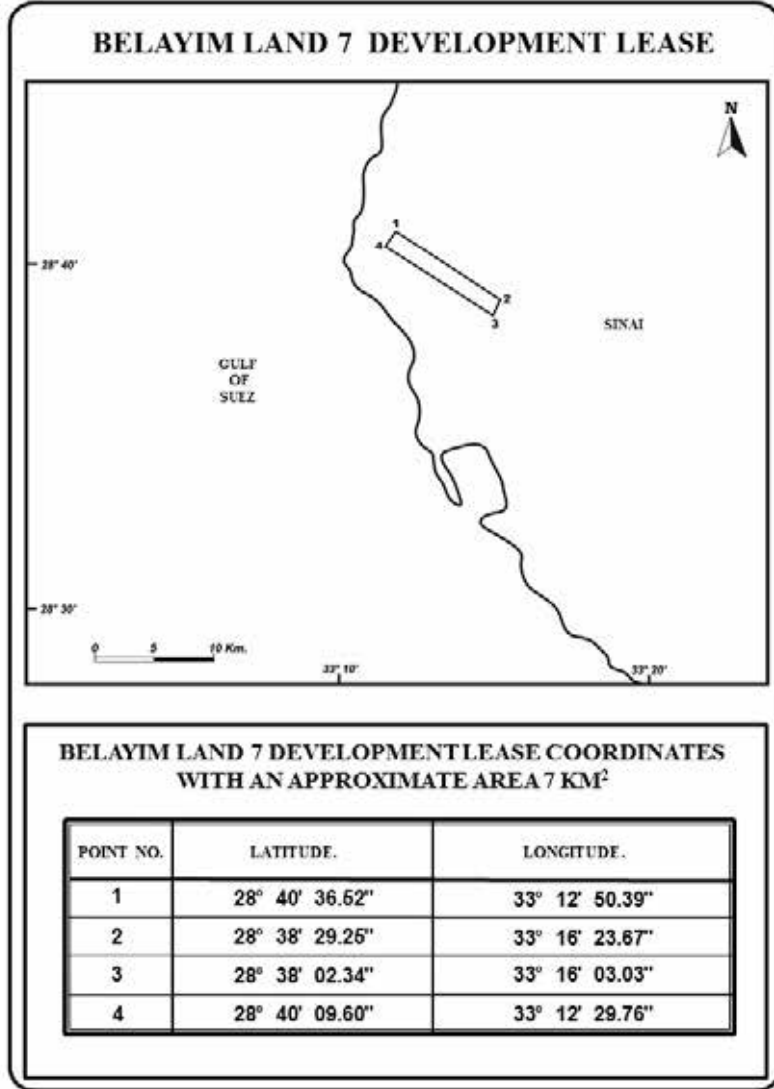 BELAYIM LAND 7 DEVELOPMENT LEASE
N
1
4
28° 40'
2
3
SINAI
GULF
OF
SUEZ
28° 30'
0 5 10 Km.
33° 10'
33° 20'
BELAYIM LAND 7 DEVELOPMENT LEASE COORDINATES
WITH AN APPROXIMATE AREA 7 KM²
POINT NO. LATITUDE. LONGITUDE.
1 28° 40' 36.52" 33° 12' 50.39"
2 28° 38' 29.25" 33° 16' 23.67"
3 28° 38' 02.34" 33° 16' 03.03"
4 28° 40' 09.60" 33° 12' 29.76"